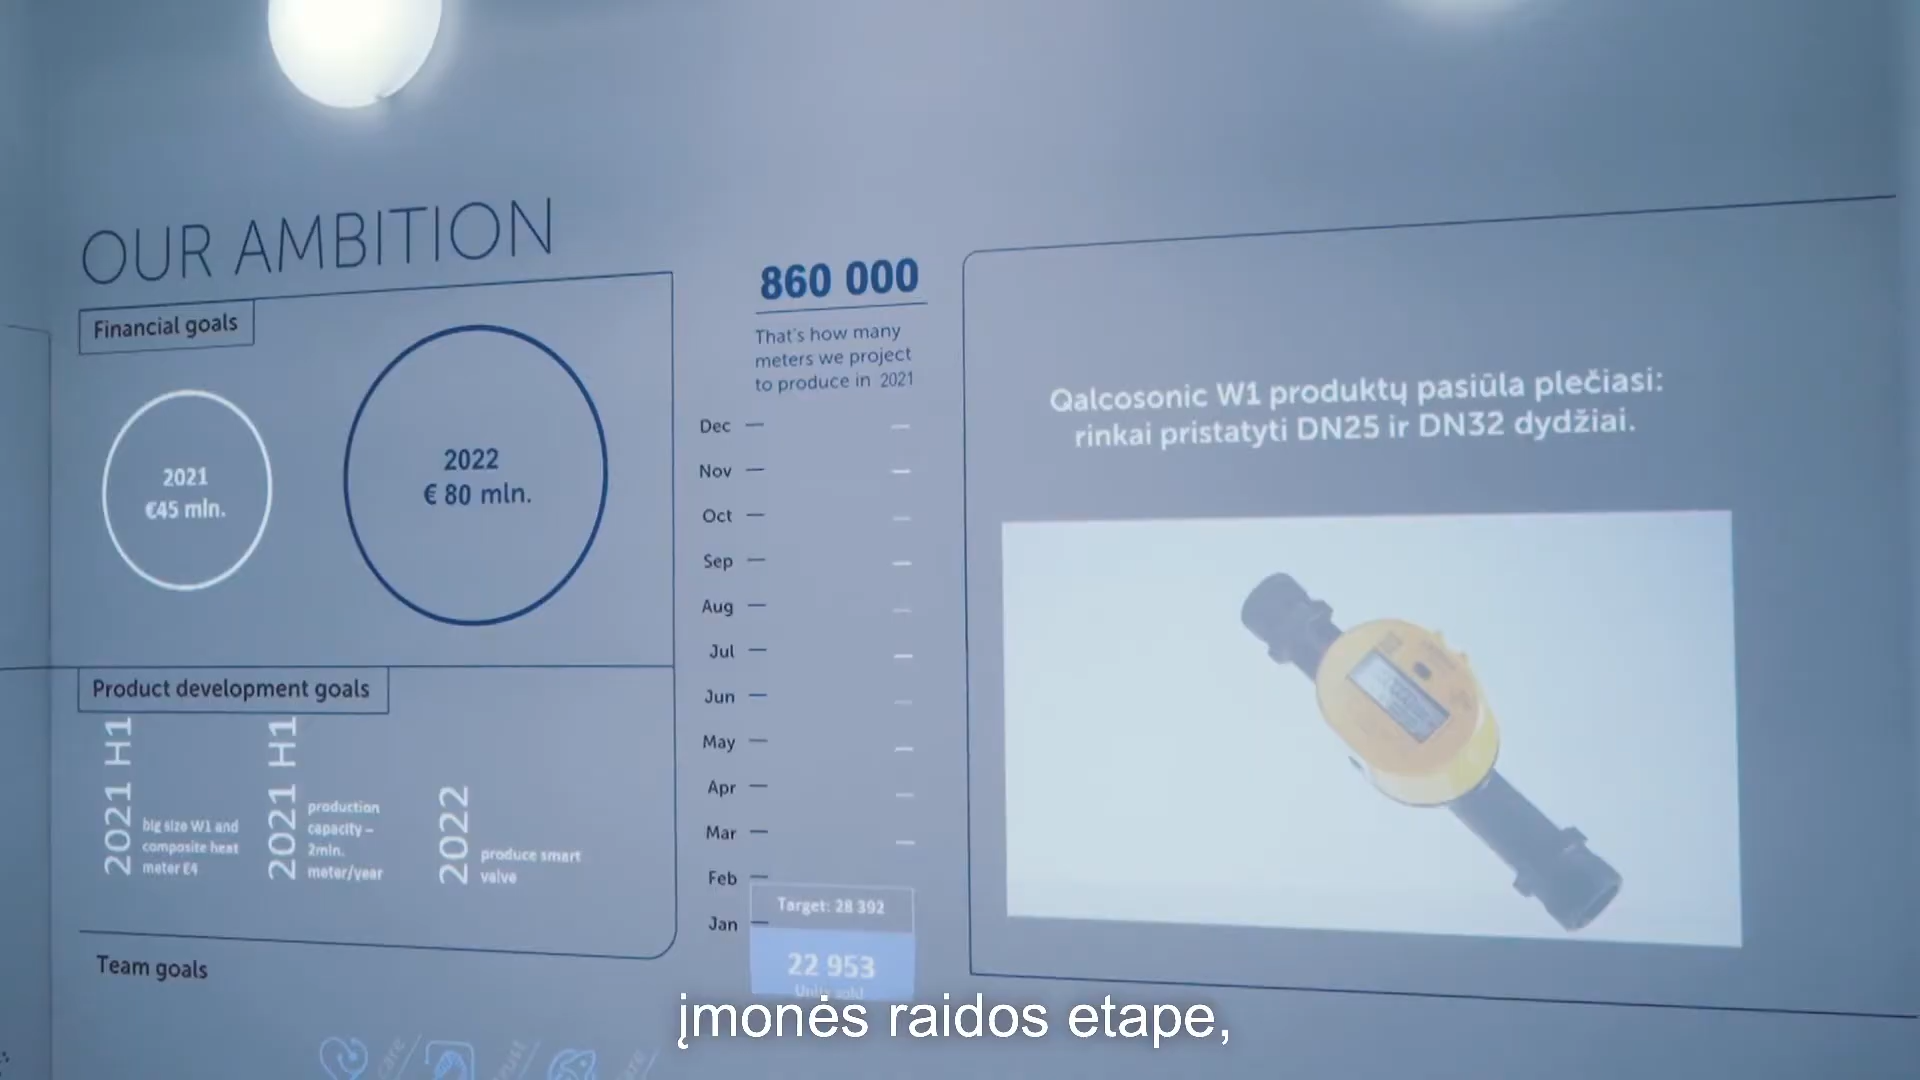 OUR AMBITION
Financial goals
2021
€45 mln.
2022
€ 80 mln.
Product development goals
2021 H1
big size W1 and
composite heat
meter E4
2021 H1
production
capacity –
2mln.
meter/year
2022
produce smart
valve
Team goals
care
trust
860 000
That's how many
meters we project
to produce in 2021
Dec
Nov
Oct
Sep
Aug
Jul
Jun
May
Apr
Mar
Feb
Jan
Target: 28 392
22 953
Units sold
Qalcosonic W1 produktų pasiūla plečiasi:
rinkai pristatyti DN25 ir DN32 dydžiai.
įmonės raidos etape,